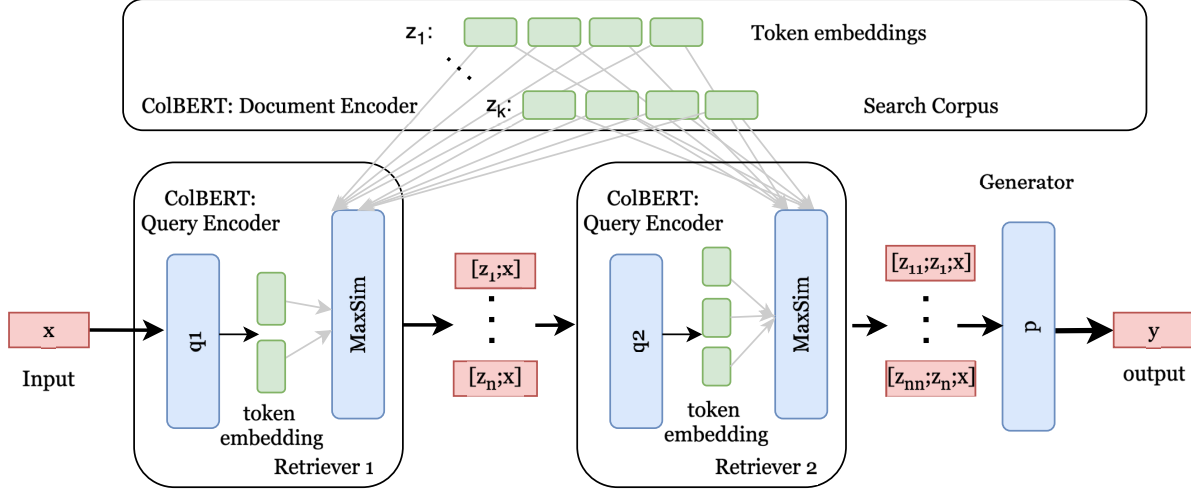 z₁:
Token embeddings
ColBERT: Document Encoder
zₖ:
Search Corpus
ColBERT:
Query Encoder
q1
MaxSim
token
embedding
Retriever 1
x
Input
[z₁;x]
[zₙ;x]
ColBERT:
Query Encoder
q2
MaxSim
token
embedding
Retriever 2
[z₁₁;z₁;x]
[zₙₙ;zₙ;x]
Generator
p
y
output